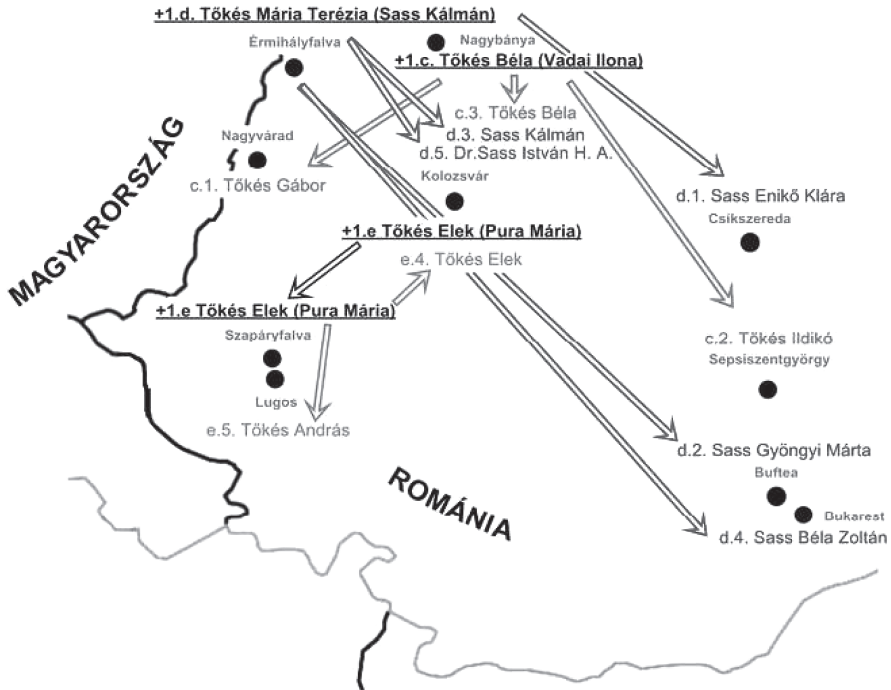 +1.d. Tőkés Mária Terézia (Sass Kálmán)
Érmihályfalva
Nagybánya
+1.c. Tőkés Béla (Vadai Ilona)
c.3. Tőkés Béla
Nagyvárad
d.3. Sass Kálmán
d.5. Dr.Sass István H. A.
c.1. Tőkés Gábor
Kolozsvár
d.1. Sass Enikő Klára
Csíkszereda
MAGYARORSZÁG
+1.e Tőkés Elek (Pura Mária)
e.4. Tőkés Elek
+1.e Tőkés Elek (Pura Mária)
Szapáryfalva
c.2. Tőkés Ildikó
Sepsiszentgyörgy
Lugos
e.5. Tőkés András
d.2. Sass Gyöngyi Márta
Buftea
ROMÁNIA
Dukarest
d.4. Sass Béla Zoltán